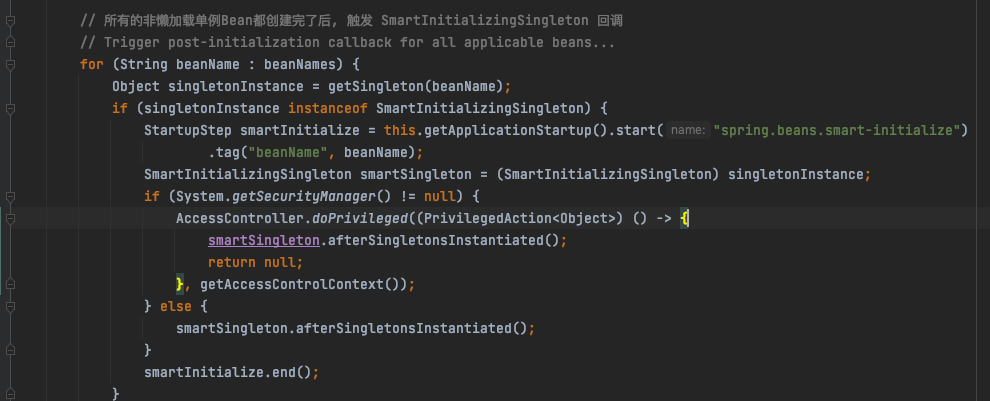 // 所有的非懒加载单例Bean都创建完了后, 触发 SmartInitializingSingleton 回调
// Trigger post-initialization callback for all applicable beans...
for (String beanName : beanNames) {
Object singletonInstance = getSingleton(beanName);
if (singletonInstance instanceof SmartInitializingSingleton) {
StartupStep smartInitialize = this.getApplicationStartup().start( name: "spring.beans.smart-initialize")
.tag("beanName", beanName);
SmartInitializingSingleton smartSingleton = (SmartInitializingSingleton) singletonInstance;
if (System.getSecurityManager() != null) {
AccessController.doPrivileged((PrivilegedAction<Object>) () -> {
smartSingleton.afterSingletonsInstantiated();
return null;
}, getAccessControlContext());
} else {
smartSingleton.afterSingletonsInstantiated();
}
smartInitialize.end();
}